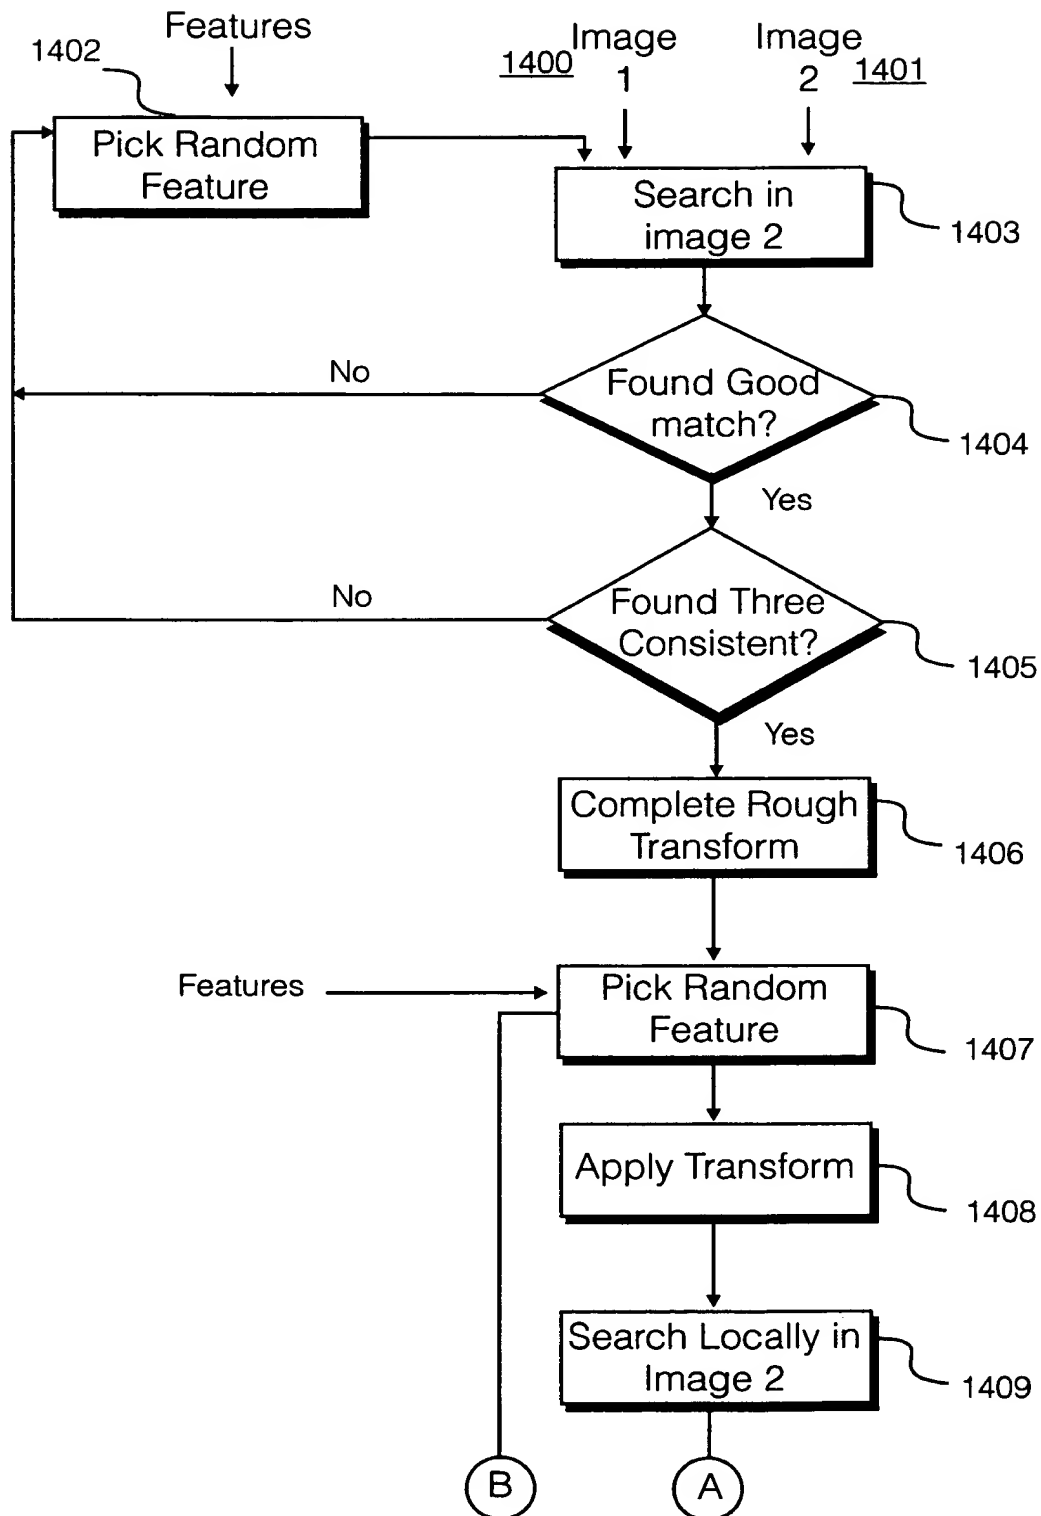 Features
1402
1400
Image
1
Image
2
1401
Pick Random
Feature
Search in
image 2
1403
No
Found Good
match?
1404
Yes
No
Found Three
Consistent?
1405
Yes
Complete Rough
Transform
1406
Features
Pick Random
Feature
1407
Apply Transform
1408
Search Locally in
Image 2
1409
B
A